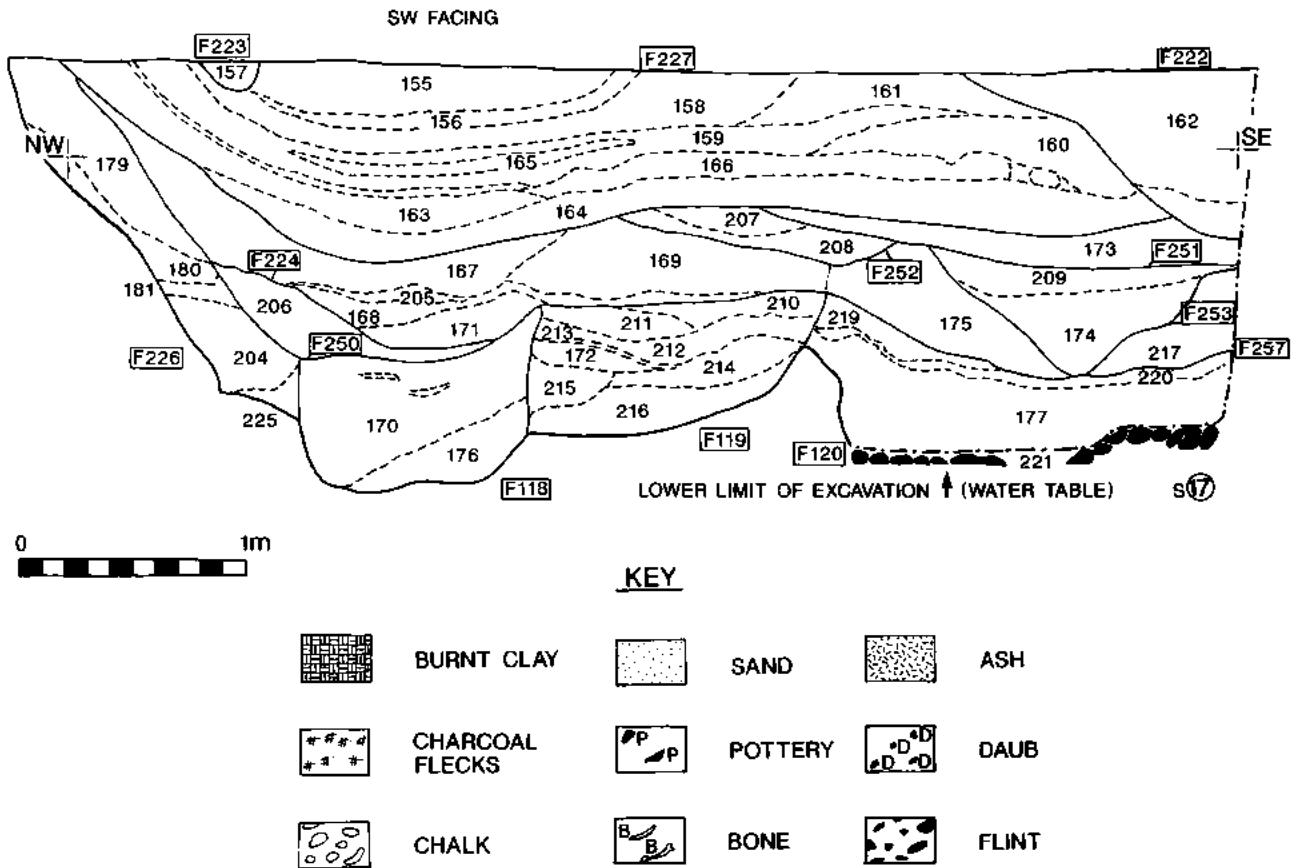 SW FACING
F223 F227 F222
157 155 161
158 162
156 159
NW 179 165 160 SE
166
163 164 207
208 173 F251
F224 167 169 F252
180 209
181 206 205 210
168 171 211 219 175 174 F253
213 212 217 F257
F226 F250 172 214 220
204 215
225 170 216 177
176 F119 F120 221
F118 LOWER LIMIT OF EXCAVATION (WATER TABLE) S 17
0 1m
KEY
BURNT CLAY SAND ASH
CHARCOAL FLECKS P P POTTERY D D D D DAUB
CHALK B B BONE FLINT